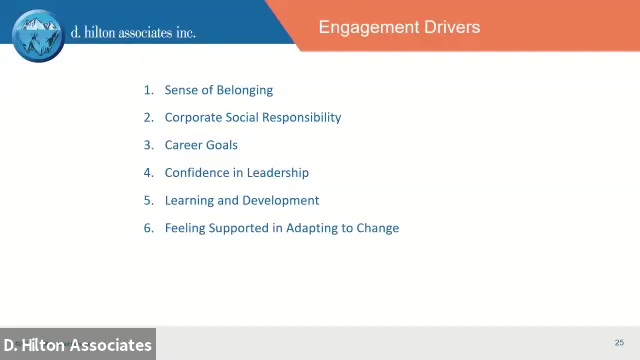 d. hilton associates inc.
Engagement Drivers
1. Sense of Belonging
2. Corporate Social Responsibility
3. Career Goals
4. Confidence in Leadership
5. Learning and Development
6. Feeling Supported in Adapting to Change
D. Hilton Associates
25